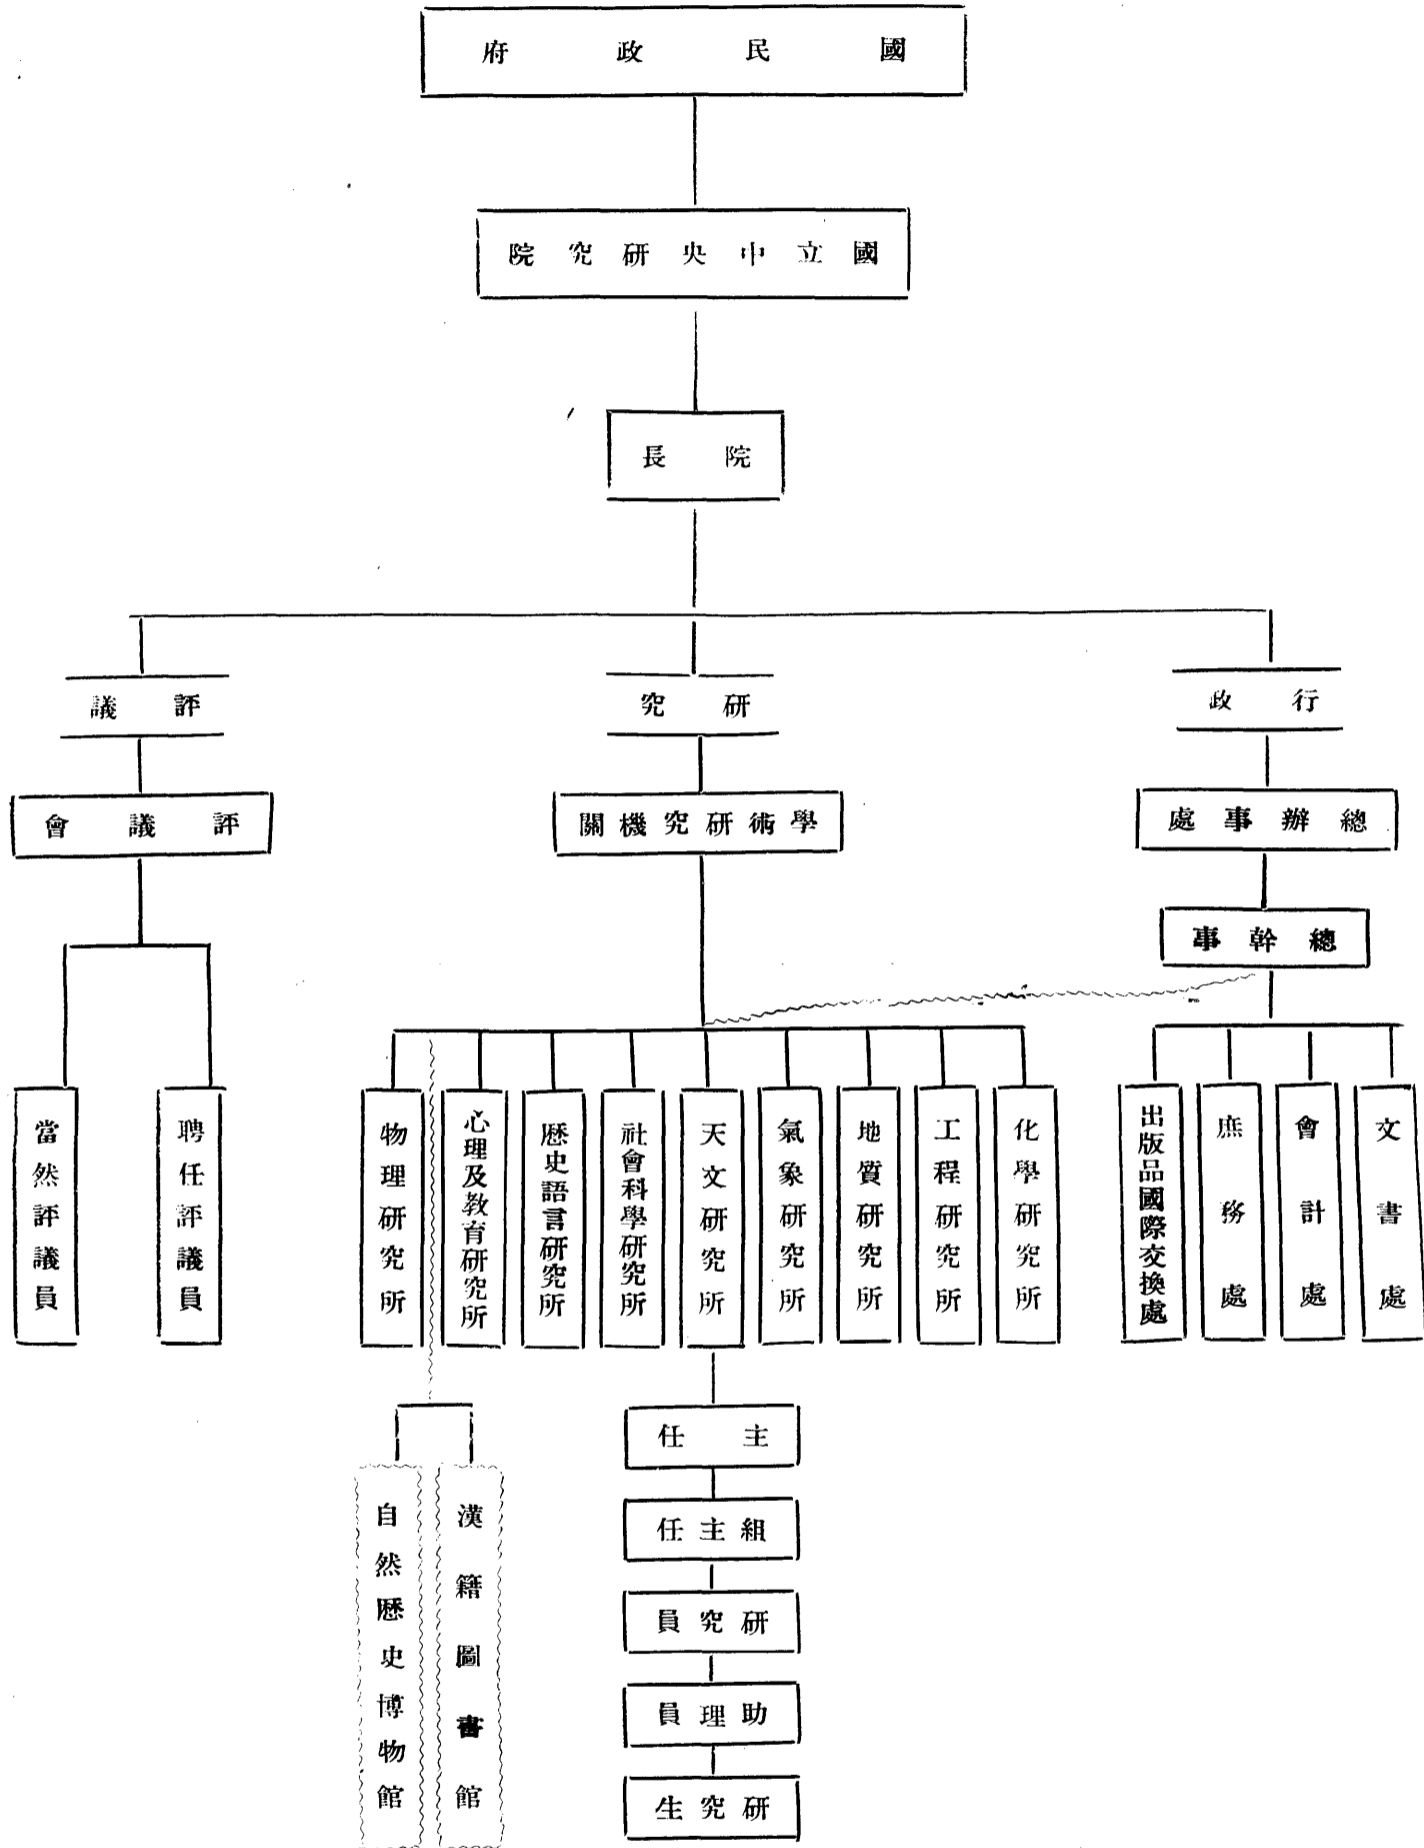 國民政府
國立中央研究院
院長
行政
研究
評議
總辦事處
學術研究機關
評議會
總幹事
文書處
會計處
庶務處
出版品國際交換處
化學研究所
工程研究所
地質研究所
氣象研究所
天文研究所
社會科學研究所
歷史語言研究所
心理及教育研究所
物理研究所
聘任評議員
當然評議員
主任
組主任
研究員
助理員
研究生
漢籍圖書館
自然歷史博物館